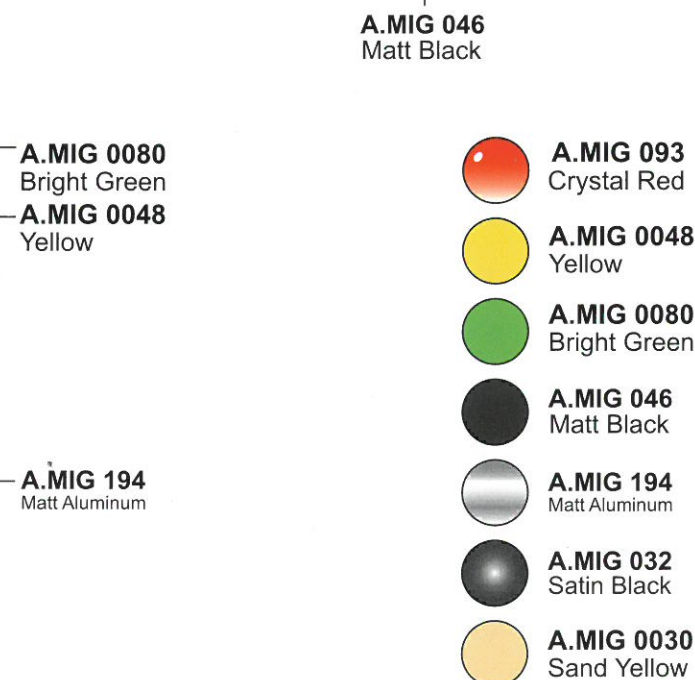 A.MIG 046
Matt Black
A.MIG 0080
Bright Green
A.MIG 0048
Yellow
A.MIG 194
Matt Aluminum
A.MIG 093
Crystal Red
A.MIG 0048
Yellow
A.MIG 0080
Bright Green
A.MIG 046
Matt Black
A.MIG 194
Matt Aluminum
A.MIG 032
Satin Black
A.MIG 0030
Sand Yellow